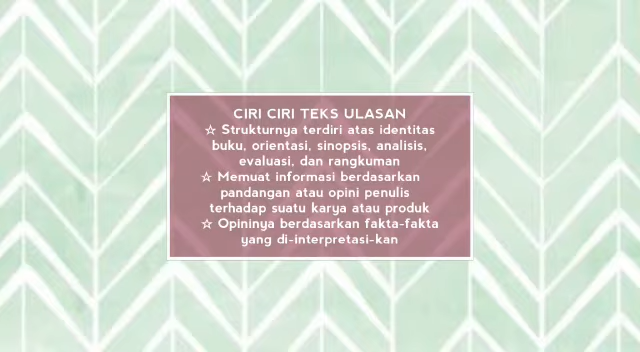 CIRI CIRI TEKS ULASAN
☆ Strukturnya terdiri atas identitas
buku, orientasi, sinopsis, analisis,
evaluasi, dan rangkuman
☆ Memuat informasi berdasarkan
pandangan atau opini penulis
terhadap suatu karya atau produk
☆ Opininya berdasarkan fakta-fakta
yang di-interpretasi-kan